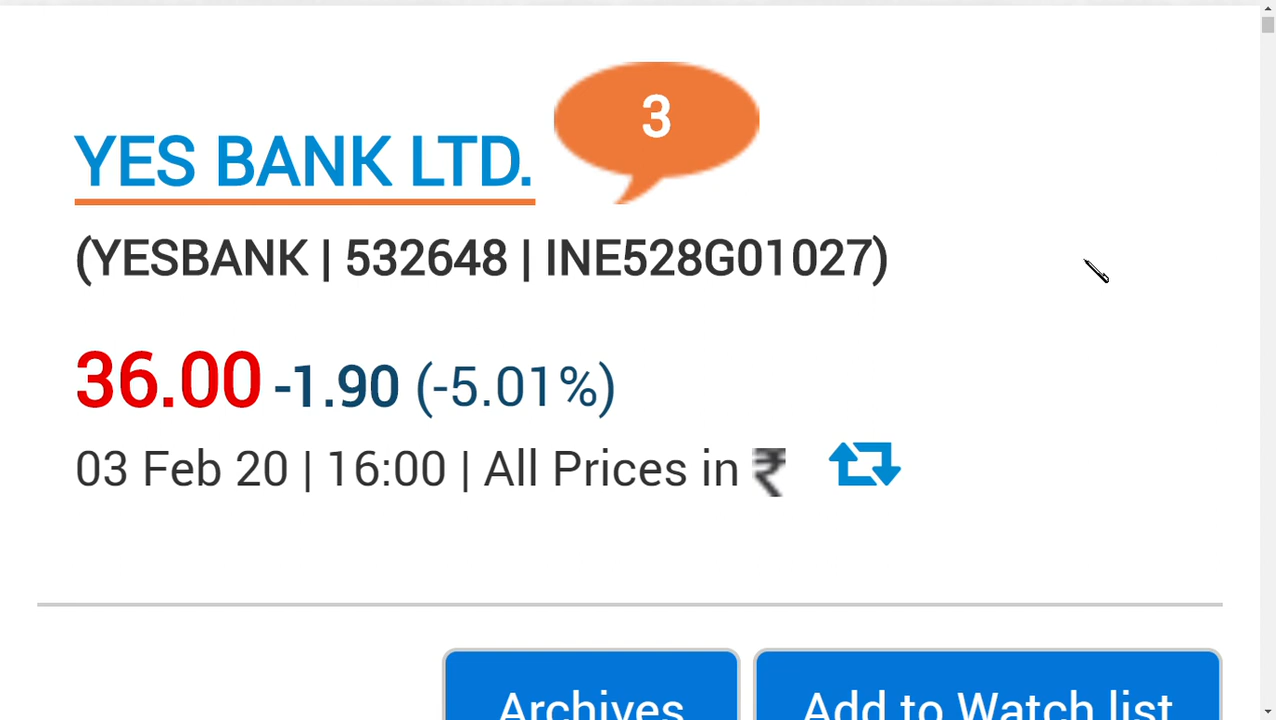 3
YES BANK LTD.
(YESBANK | 532648 | INE528G01027)
36.00 -1.90 (-5.01%)
03 Feb 20 | 16:00 | All Prices in ₹
Archives
Add to Watch list